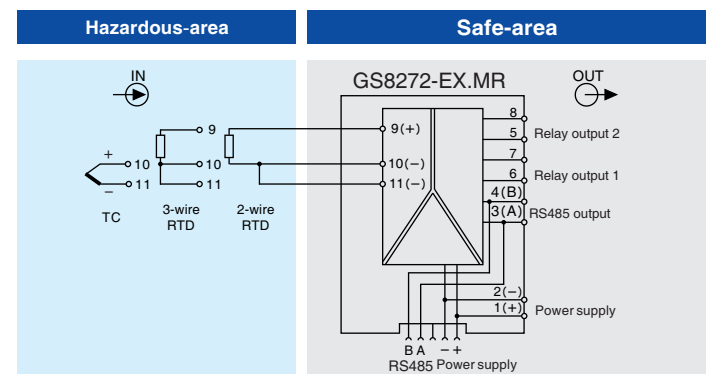 Hazardous-area
Safe-area
IN
GS8272-EX.MR
OUT
8
9
9(+)
5
Relay output 2
+
10
10
10(−)
7
11
11
11(−)
6
Relay output 1
−
4(B)
TC
3-wire
RTD
2-wire
RTD
3(A)
RS485 output
2(−)
1(+)
Power supply
B A − +
RS485 Power supply